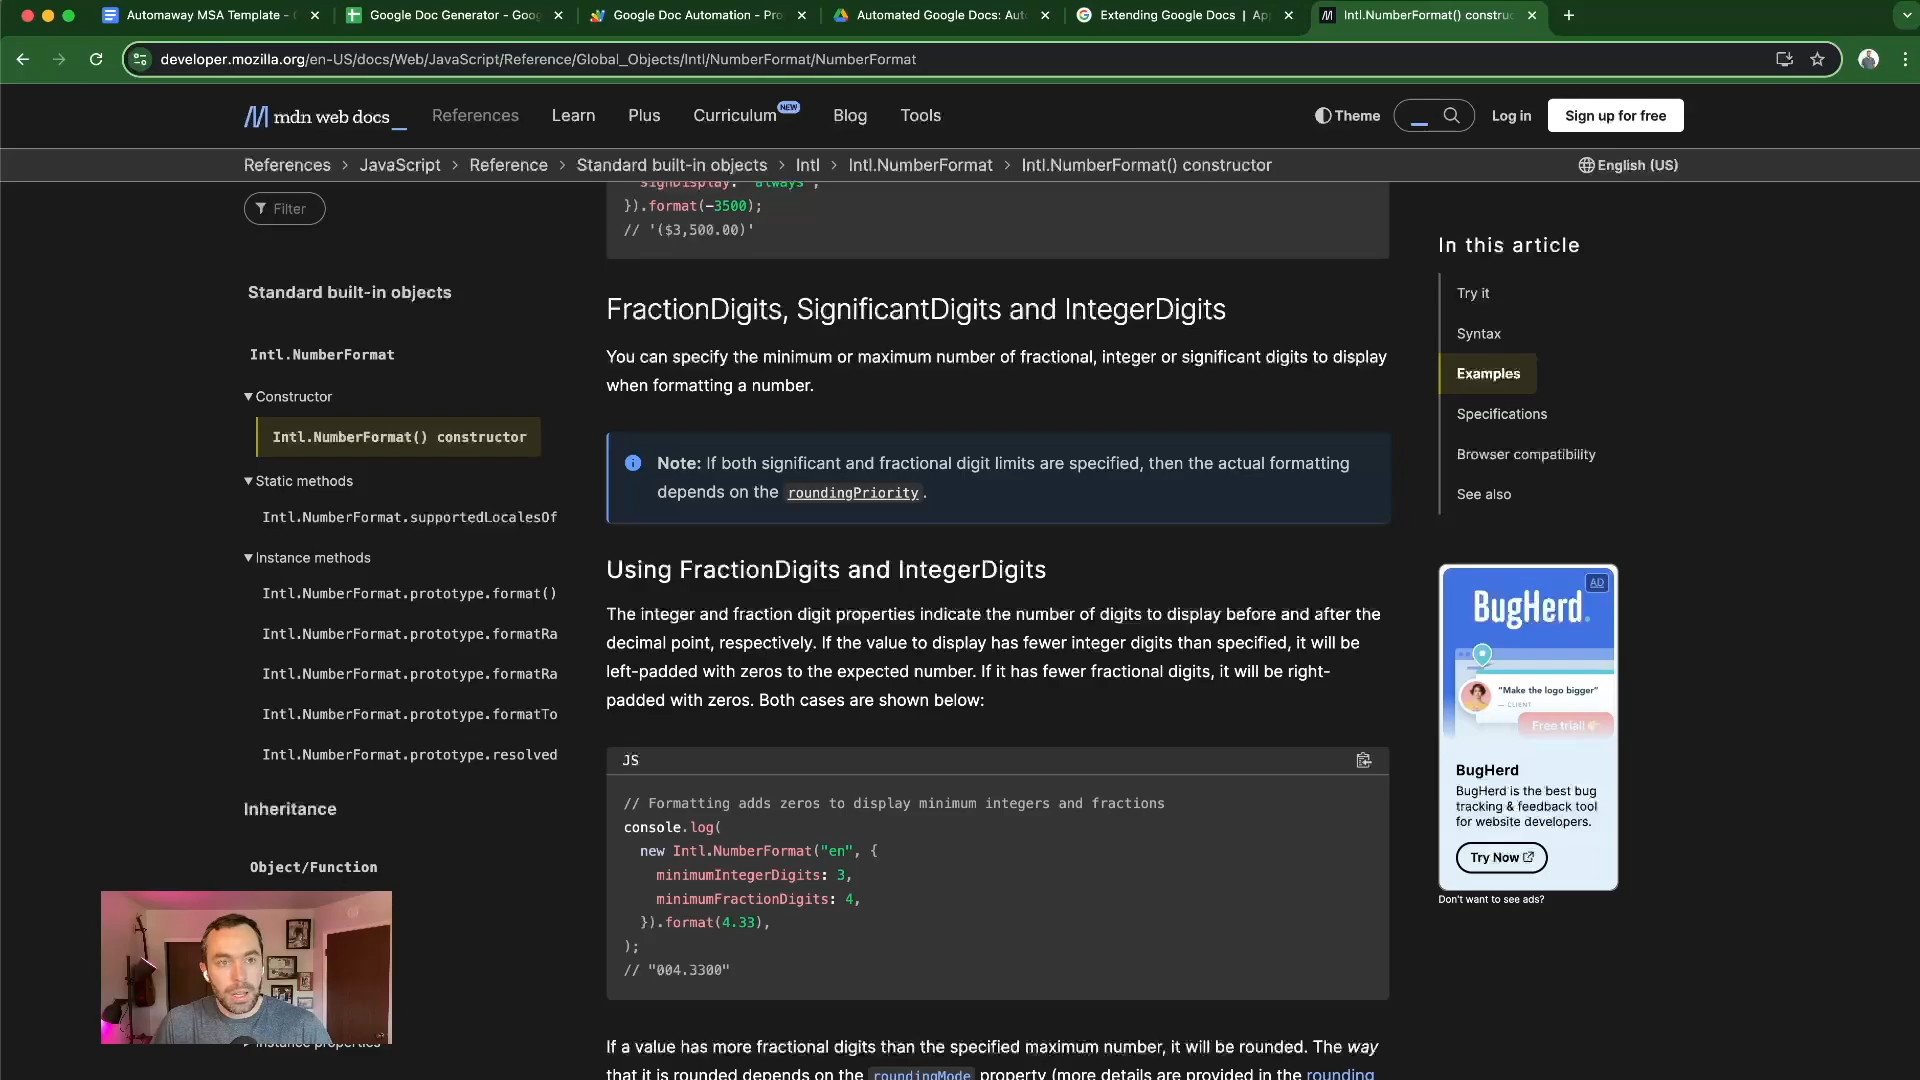 Automaway MSA Template -
Google Doc Generator - Goo
Google Doc Automation - Pro
Automated Google Docs: Aut
Extending Google Docs | Ap
Intl.NumberFormat() construc
developer.mozilla.org/en-US/docs/Web/JavaScript/Reference/Global_Objects/Intl/NumberFormat/NumberFormat
mdn web docs_
References
Learn
Plus
Curriculum NEW
Blog
Tools
Theme
Log in
Sign up for free
References > JavaScript > Reference > Standard built-in objects > Intl > Intl.NumberFormat > Intl.NumberFormat() constructor
English (US)
Filter
Standard built-in objects
Intl.NumberFormat
Constructor
Intl.NumberFormat() constructor
Static methods
Intl.NumberFormat.supportedLocalesOf
Instance methods
Intl.NumberFormat.prototype.format()
Intl.NumberFormat.prototype.formatRa
Intl.NumberFormat.prototype.formatRa
Intl.NumberFormat.prototype.formatTo
Intl.NumberFormat.prototype.resolved
Inheritance
Object/Function
Instance properties
signDisplay: "always",
}).format(-3500);
// '($3,500.00)'
FractionDigits, SignificantDigits and IntegerDigits
You can specify the minimum or maximum number of fractional, integer or significant digits to display
when formatting a number.
Note: If both significant and fractional digit limits are specified, then the actual formatting
depends on the roundingPriority.
Using FractionDigits and IntegerDigits
The integer and fraction digit properties indicate the number of digits to display before and after the
decimal point, respectively. If the value to display has fewer integer digits than specified, it will be
left-padded with zeros to the expected number. If it has fewer fractional digits, it will be right-
padded with zeros. Both cases are shown below:
JS
// Formatting adds zeros to display minimum integers and fractions
console.log(
new Intl.NumberFormat("en", {
minimumIntegerDigits: 3,
minimumFractionDigits: 4,
}).format(4.33),
);
// "004.3300"
If a value has more fractional digits than the specified maximum number, it will be rounded. The way
that it is rounded depends on the roundingMode property (more details are provided in the rounding
In this article
Try it
Syntax
Examples
Specifications
Browser compatibility
See also
AD
BugHerd.
"Make the logo bigger"
— CLIENT
Free trial!
BugHerd
BugHerd is the best bug
tracking & feedback tool
for website developers.
Try Now
Don't want to see ads?